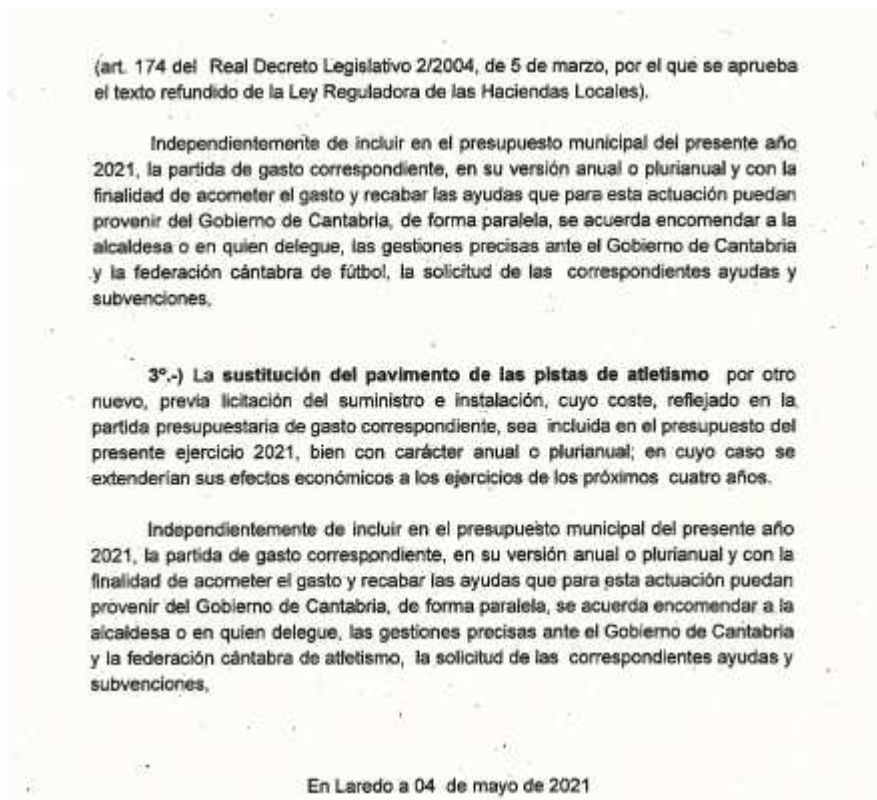 (art. 174 del Real Decreto Legislativo 2/2004, de 5 de marzo, por el que se aprueba
el texto refundido de la Ley Reguladora de las Haciendas Locales).
Independientemente de incluir en el presupuesto municipal del presente año
2021, la partida de gasto correspondiente, en su versión anual o plurianual y con la
finalidad de acometer el gasto y recabar las ayudas que para esta actuación puedan
provenir del Gobierno de Cantabria, de forma paralela, se acuerda encomendar a la
alcaldesa o en quien delegue, las gestiones precisas ante el Gobierno de Cantabria
y la federación cántabra de fútbol, la solicitud de las correspondientes ayudas y
subvenciones,
3º.-) La sustitución del pavimento de las pistas de atletismo por otro
nuevo, previa licitación del suministro e instalación, cuyo coste, reflejado en la
partida presupuestaria de gasto correspondiente, sea incluida en el presupuesto del
presente ejercicio 2021, bien con carácter anual o plurianual; en cuyo caso se
extenderían sus efectos económicos a los ejercicios de los próximos cuatro años.
Independientemente de incluir en el presupuesto municipal del presente año
2021, la partida de gasto correspondiente, en su versión anual o plurianual y con la
finalidad de acometer el gasto y recabar las ayudas que para esta actuación puedan
provenir del Gobierno de Cantabria, de forma paralela, se acuerda encomendar a la
alcaldesa o en quien delegue, las gestiones precisas ante el Gobierno de Cantabria
y la federación cántabra de atletismo, la solicitud de las correspondientes ayudas y
subvenciones,
En Laredo a 04 de mayo de 2021